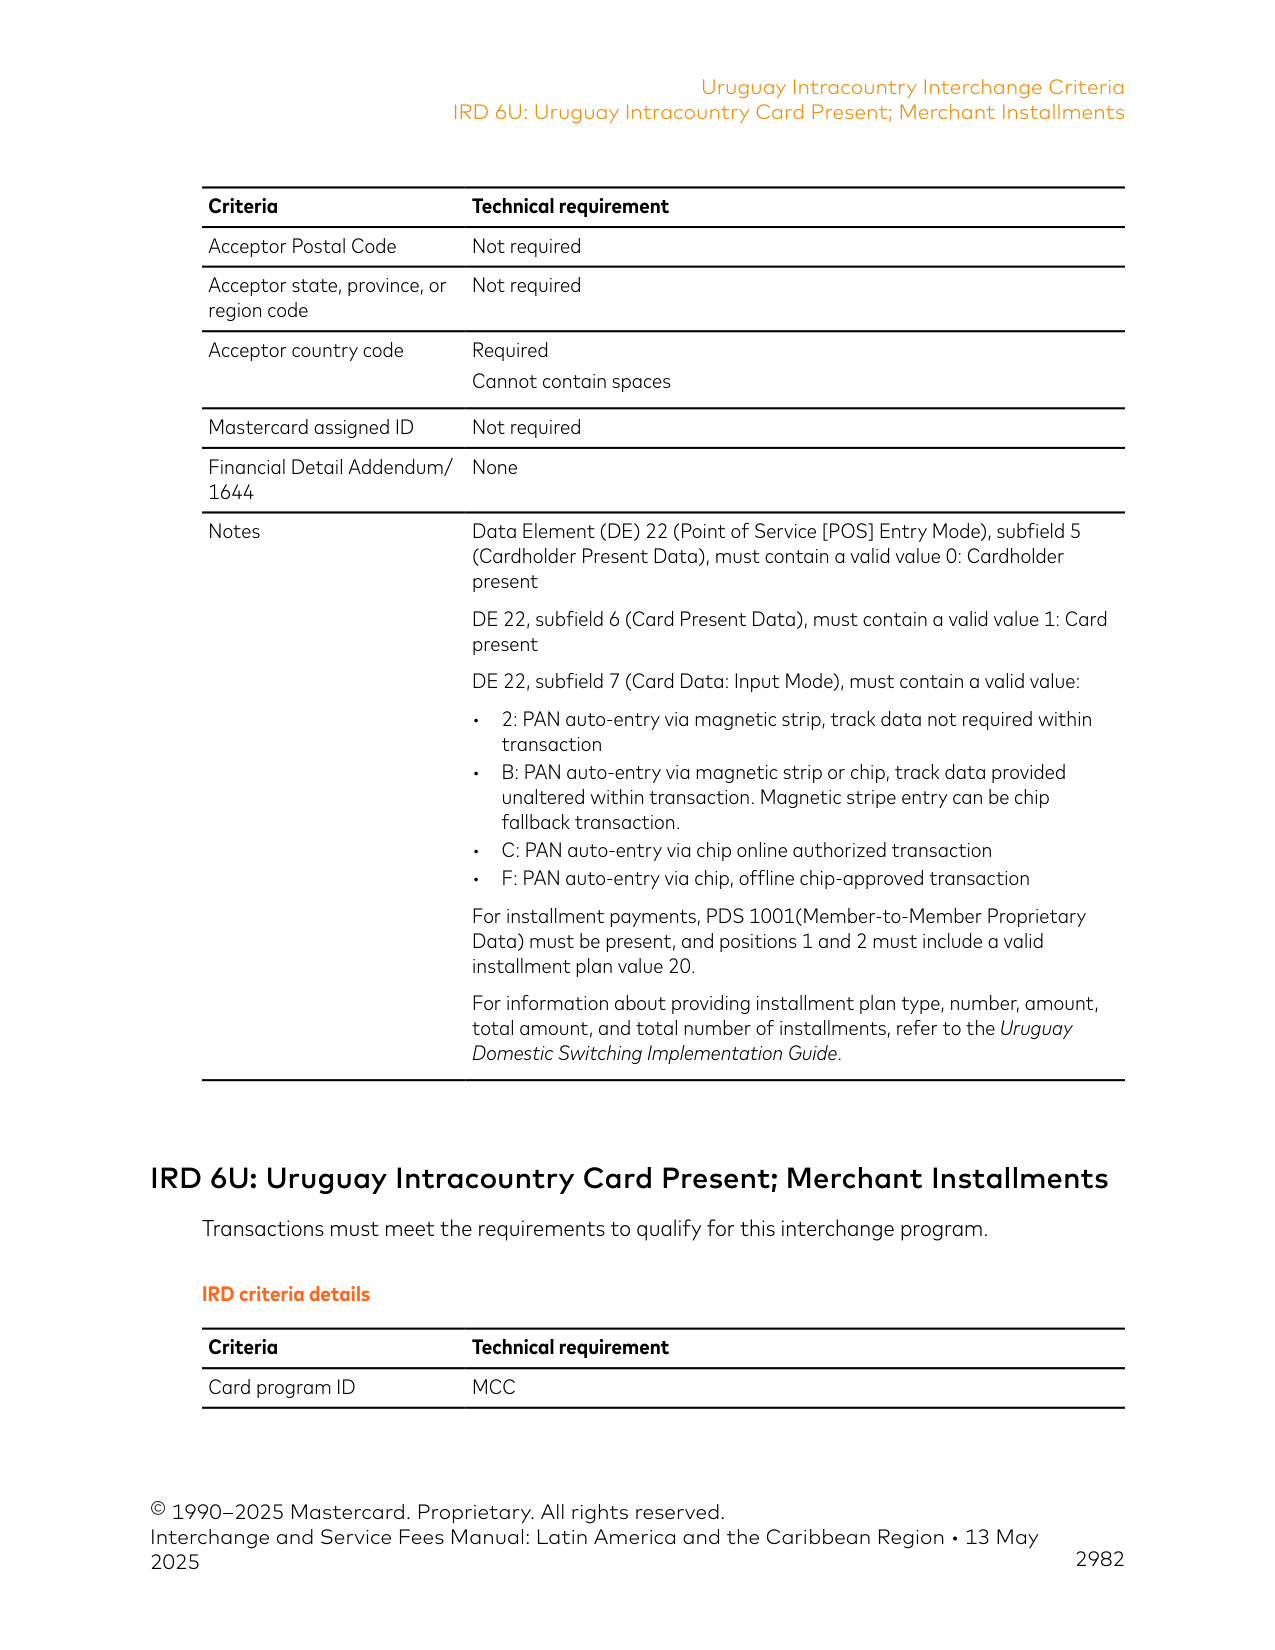 Uruguay Intracountry Interchange Criteria
IRD 6U: Uruguay Intracountry Card Present; Merchant Installments
Criteria Technical requirement
Acceptor Postal Code Not required
Acceptor state, province, or Not required
region code
Acceptor country code Required
Cannot contain spaces
Mastercard assigned ID Not required
Financial Detail Addendum/ None
1644
Notes Data Element (DE) 22 (Point of Service [POS] Entry Mode), subfield 5
(Cardholder Present Data), must contain a valid value 0: Cardholder
present
DE 22, subfield 6 (Card Present Data), must contain a valid value 1: Card
present
DE 22, subfield 7 (Card Data: Input Mode), must contain a valid value:
• 2: PAN auto-entry via magnetic strip, track data not required within
transaction
• B: PAN auto-entry via magnetic strip or chip, track data provided
unaltered within transaction. Magnetic stripe entry can be chip
fallback transaction.
• C: PAN auto-entry via chip online authorized transaction
• F: PAN auto-entry via chip, offline chip-approved transaction
For installment payments, PDS 1001(Member-to-Member Proprietary
Data) must be present, and positions 1 and 2 must include a valid
installment plan value 20.
For information about providing installment plan type, number, amount,
total amount, and total number of installments, refer to the Uruguay
Domestic Switching Implementation Guide.
IRD 6U: Uruguay Intracountry Card Present; Merchant Installments
Transactions must meet the requirements to qualify for this interchange program.
IRD criteria details
Criteria Technical requirement
Card program ID MCC
© 1990–2025 Mastercard. Proprietary. All rights reserved.
Interchange and Service Fees Manual: Latin America and the Caribbean Region • 13 May
2025 2982